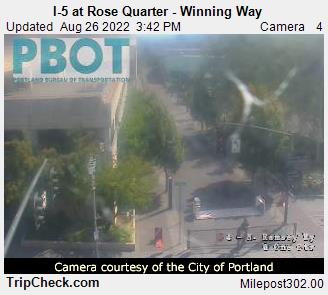 I-5 at Rose Quarter - Winning Way
Updated Aug 26 2022 3:42 PM Camera 4
PBOT
PORTLAND BUREAU OF TRANSPORTATION
Camera courtesy of the City of Portland
TripCheck.com Milepost302.00